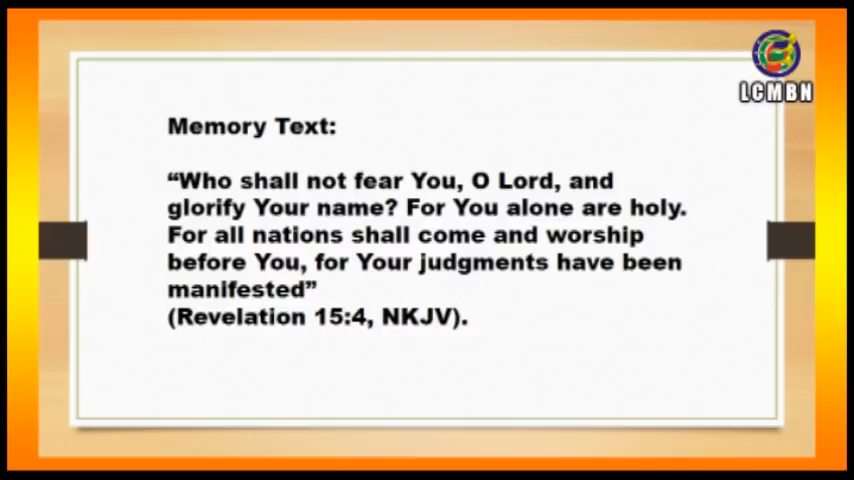 LCMBN
Memory Text:
“Who shall not fear You, O Lord, and
glorify Your name? For You alone are holy.
For all nations shall come and worship
before You, for Your judgments have been
manifested”
(Revelation 15:4, NKJV).